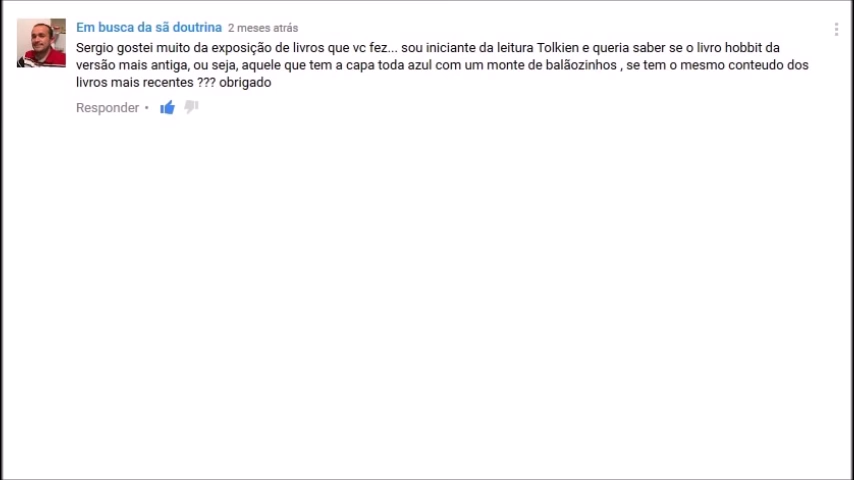 Em busca da sã doutrina 2 meses atrás
Sergio gostei muito da exposição de livros que vc fez... sou iniciante da leitura Tolkien e queria saber se o livro hobbit da
versão mais antiga, ou seja, aquele que tem a capa toda azul com um monte de balãozinhos , se tem o mesmo conteudo dos
livros mais recentes ??? obrigado
Responder •